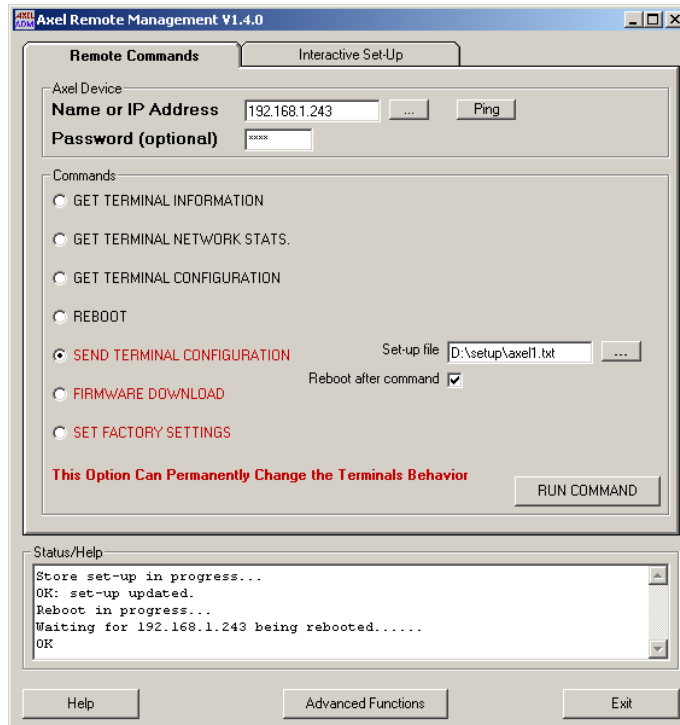 AXEL ADM Axel Remote Management V1.4.0
Remote Commands Interactive Set-Up
Axel Device
Name or IP Address 192.168.1.243 ... Ping
Password (optional) ****
Commands
GET TERMINAL INFORMATION
GET TERMINAL NETWORK STATS.
GET TERMINAL CONFIGURATION
REBOOT
SEND TERMINAL CONFIGURATION Set-up file D:\setup\axel1.txt ...
Reboot after command
FIRMWARE DOWNLOAD
SET FACTORY SETTINGS
This Option Can Permanently Change the Terminals Behavior
RUN COMMAND
Status/Help
Store set-up in progress...
OK: set-up updated.
Reboot in progress...
Waiting for 192.168.1.243 being rebooted......
OK
Help Advanced Functions Exit